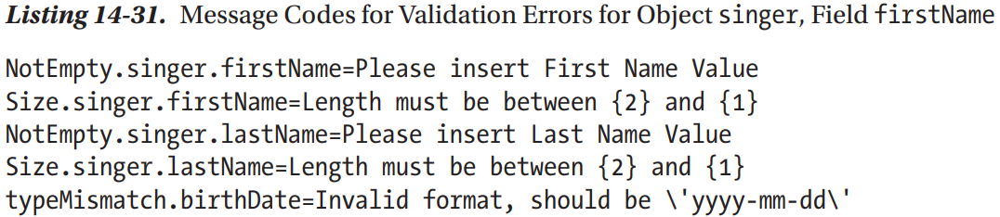 Listing 14-31. Message Codes for Validation Errors for Object singer, Field firstName
NotEmpty.singer.firstName=Please insert First Name Value
Size.singer.firstName=Length must be between {2} and {1}
NotEmpty.singer.lastName=Please insert Last Name Value
Size.singer.lastName=Length must be between {2} and {1}
typeMismatch.birthDate=Invalid format, should be \'yyyy-mm-dd\'